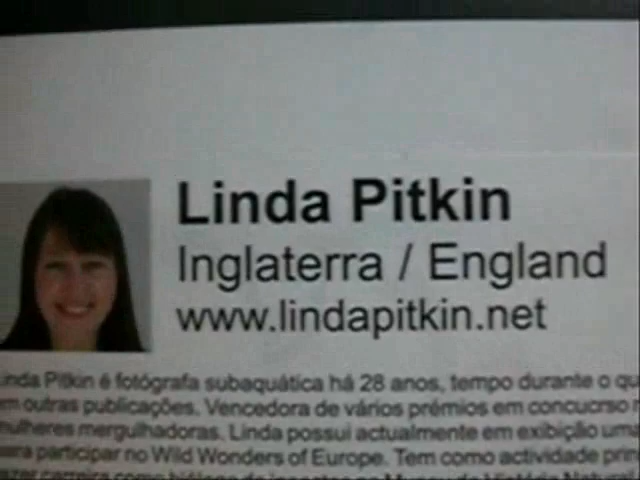 Linda Pitkin
Inglaterra / England
www.lindapitkin.net
Pitkin é fotógrafa subaquática há 28 anos, tempo durante o
outras publicações. Vencedora de vários prémios em concucrso
mergulhadoras. Linda possui actualmente em exibição
participar no Wild Wonders of Europe. Tem como actividade
carreira como